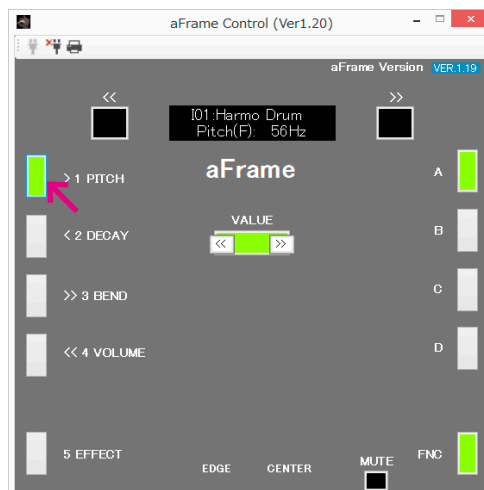 aFrame Control (Ver1.20)
aFrame Version VER.1.19
<< >>
I01:Harmo Drum
Pitch(F): 56Hz
aFrame
>1 PITCH
A
VALUE
<2 DECAY
B
<< >>
>>3 BEND
C
<<4 VOLUME
D
5 EFFECT
FNC
MUTE
EDGE CENTER